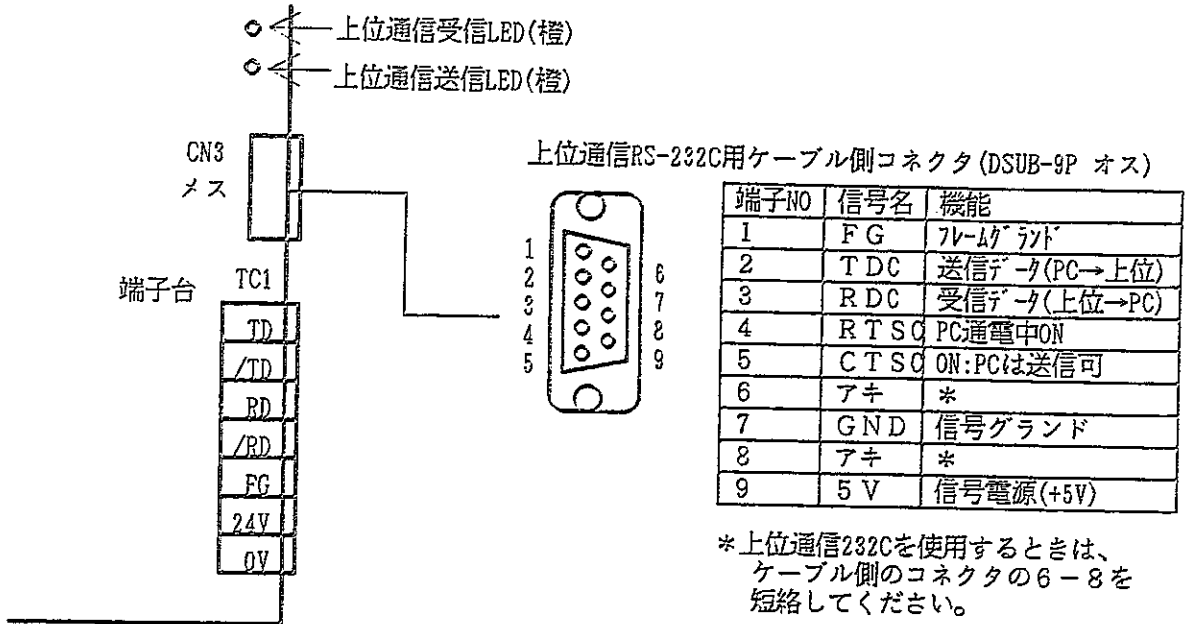 上位通信受信LED(橙)
上位通信送信LED(橙)
CN3
メス
端子台 TC1
TD
/TD
RD
/RD
FG
24V
0V
上位通信RS-232C用ケーブル側コネクタ(DSUB-9P オス)
1
2
3
4
5
6
7
8
9
端子NO 信号名 機能
1 FG フレームグランド
2 TDC 送信データ(PC→上位)
3 RDC 受信データ(上位→PC)
4 RTSC PC通電中ON
5 CTSC ON:PCは送信可
6 アキ *
7 GND 信号グランド
8 アキ *
9 5V 信号電源(+5V)
*上位通信232Cを使用するときは、
ケーブル側のコネクタの6-8を
短絡してください。